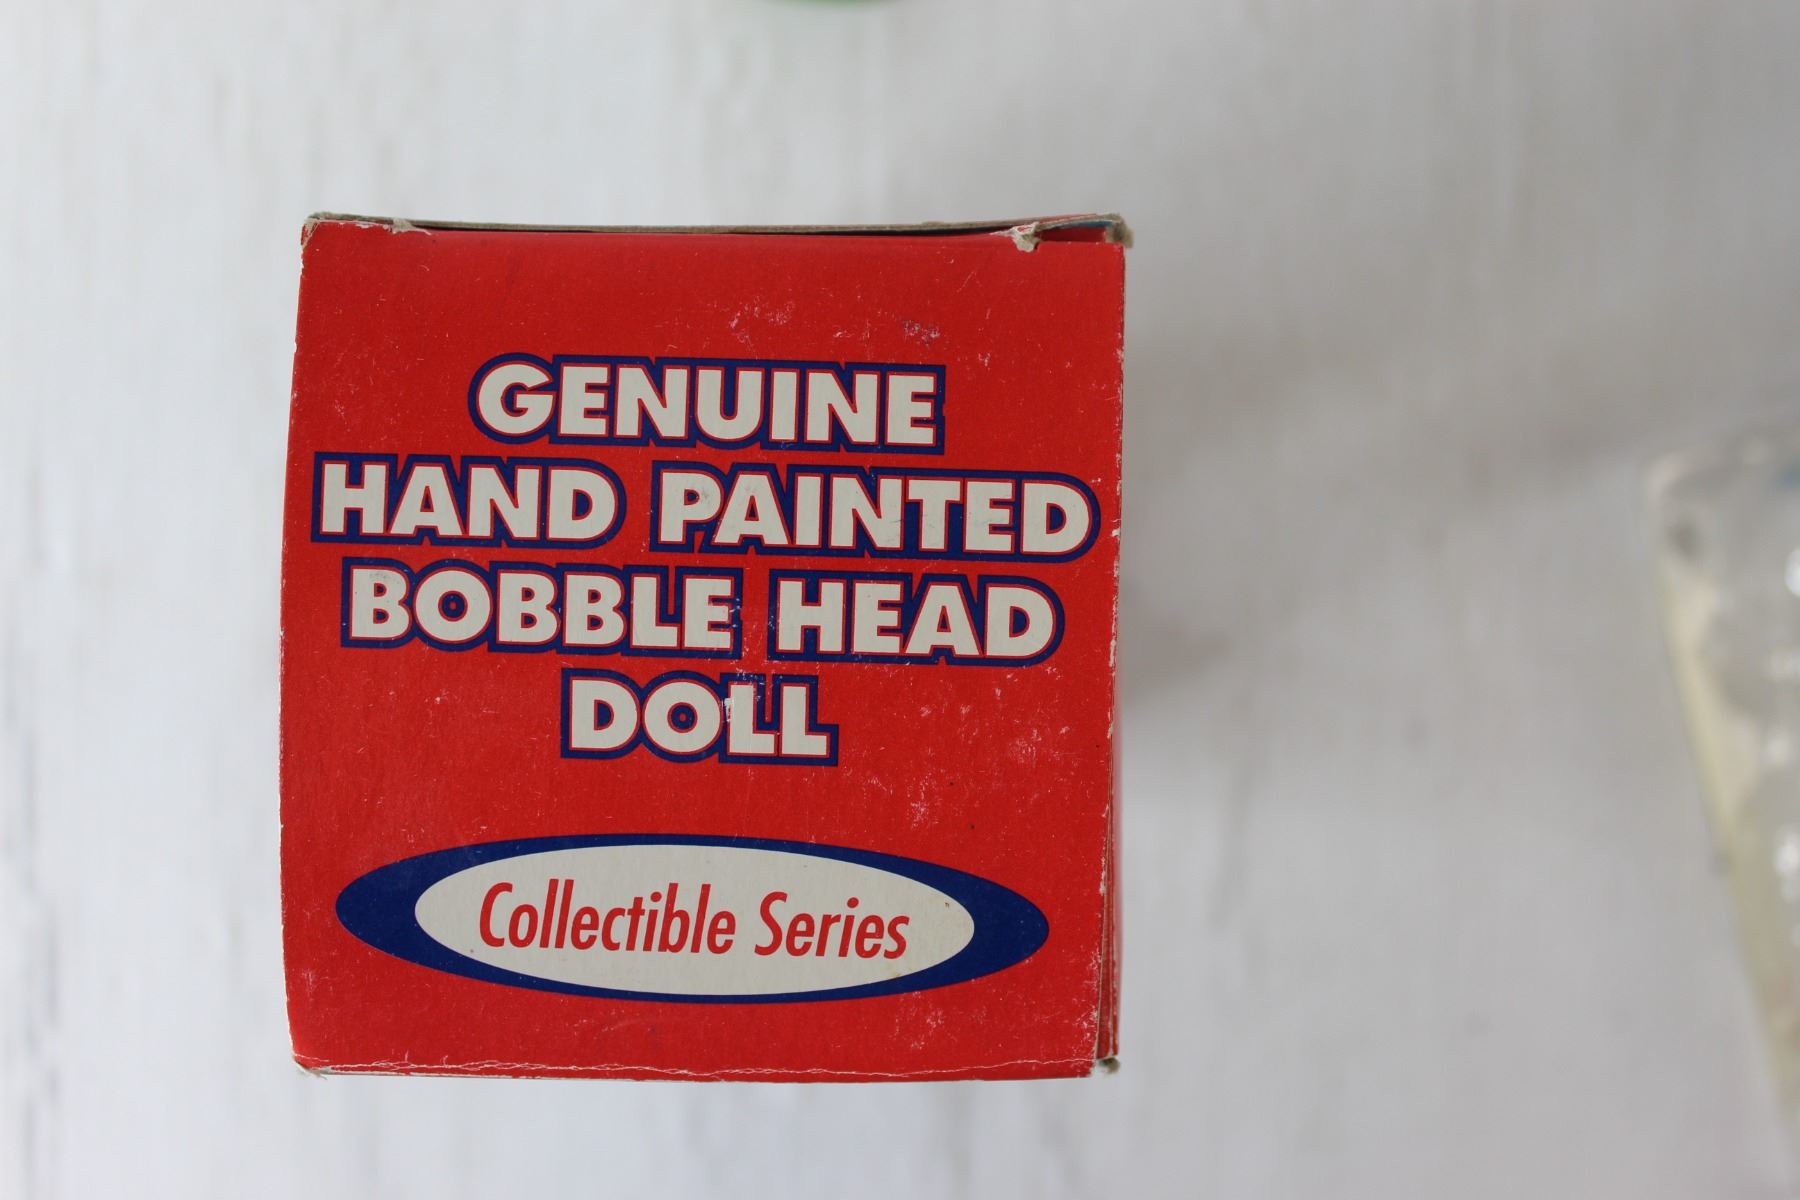 GENUINE
HAND PAINTED
BOBBLE HEAD
DOLL
Collectible Series